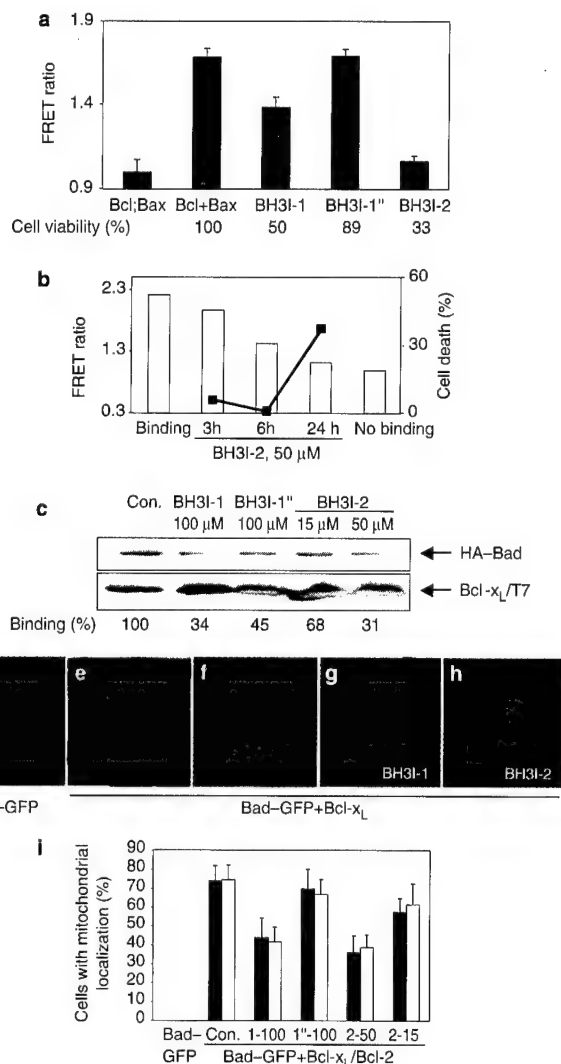 a
1.9
1.4
0.9
FRET ratio
Bcl;Bax Bcl+Bax BH3I-1 BH3I-1" BH3I-2
Cell viability (%) 100 50 89 33
b
2.3
1.3
0.3
FRET ratio
60
30
0
Cell death (%)
Binding 3h 6h 24 h No binding
BH3I-2, 50 μM
c
Con. BH3I-1 BH3I-1" BH3I-2
100 μM 100 μM 15 μM 50 μM
HA–Bad
Bcl-xL/T7
Binding (%) 100 34 45 68 31
e f g h
BH3I-1 BH3I-2
–GFP
Bad–GFP+Bcl-xL
i
90
80
70
60
50
40
30
20
10
0
Cells with mitochondrial
localization (%)
Bad– Con. 1-100 1"-100 2-50 2-15
GFP Bad–GFP+Bcl-xL/Bcl-2